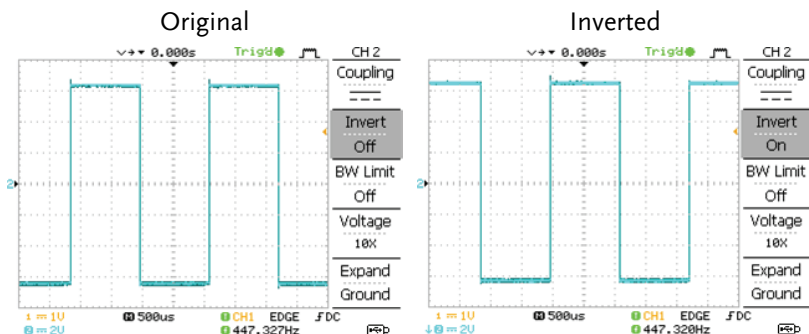 Original
0.000s Trig'd CH 2
Coupling
Invert
Off
BW Limit
Off
Voltage
10X
Expand
Ground
2
1 1V M 500us CH1 EDGE DC
2 2V 447.327Hz
Inverted
0.000s Trig'd CH 2
Coupling
Invert
On
BW Limit
Off
Voltage
10X
Expand
Ground
2
1 1V M 500us CH1 EDGE DC
2 2V 447.320Hz